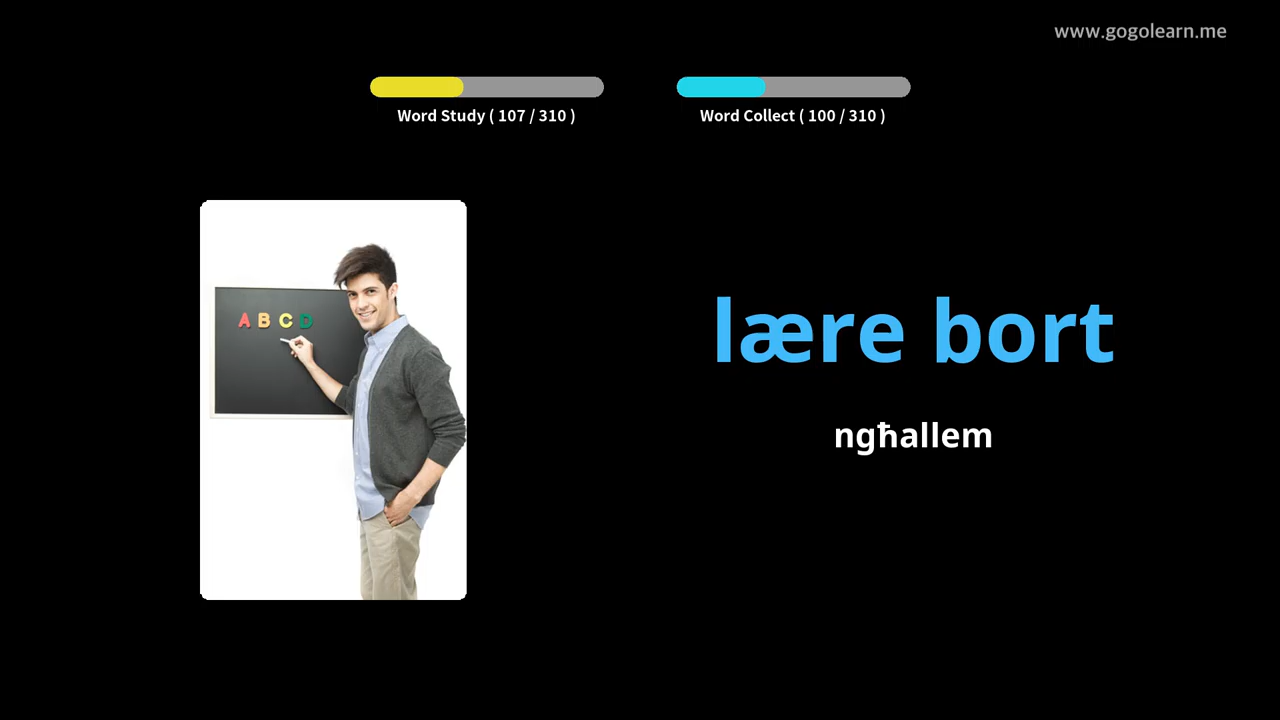 www.gogolearn.me
Word Study ( 107 / 310 )
Word Collect ( 100 / 310 )
A B C D
lære bort
ngħallem